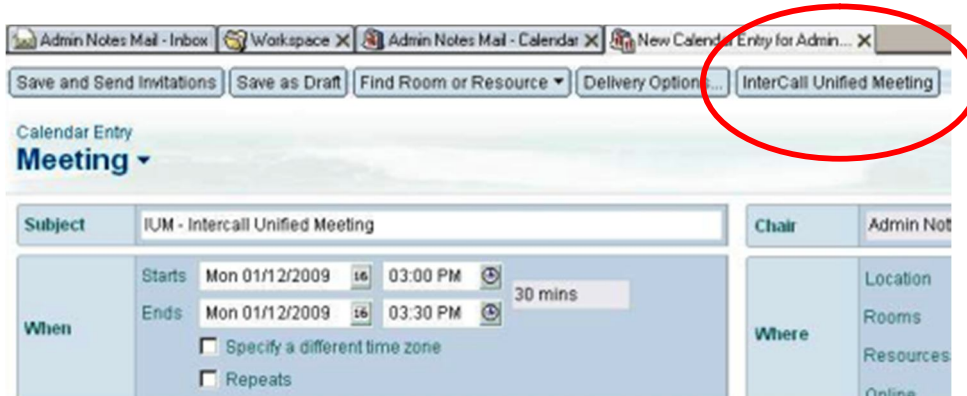 Admin Notes Mail - Inbox Workspace Admin Notes Mail - Calendar New Calendar Entry for Admin...
Save and Send Invitations Save as Draft Find Room or Resource Delivery Options... InterCall Unified Meeting
Calendar Entry
Meeting
Subject IUM - Intercall Unified Meeting Chair Admin Not
Starts Mon 01/12/2009 16 03:00 PM Location
30 mins
Ends Mon 01/12/2009 16 03:30 PM Rooms
When Where
Specify a different time zone Resources
Repeats Online